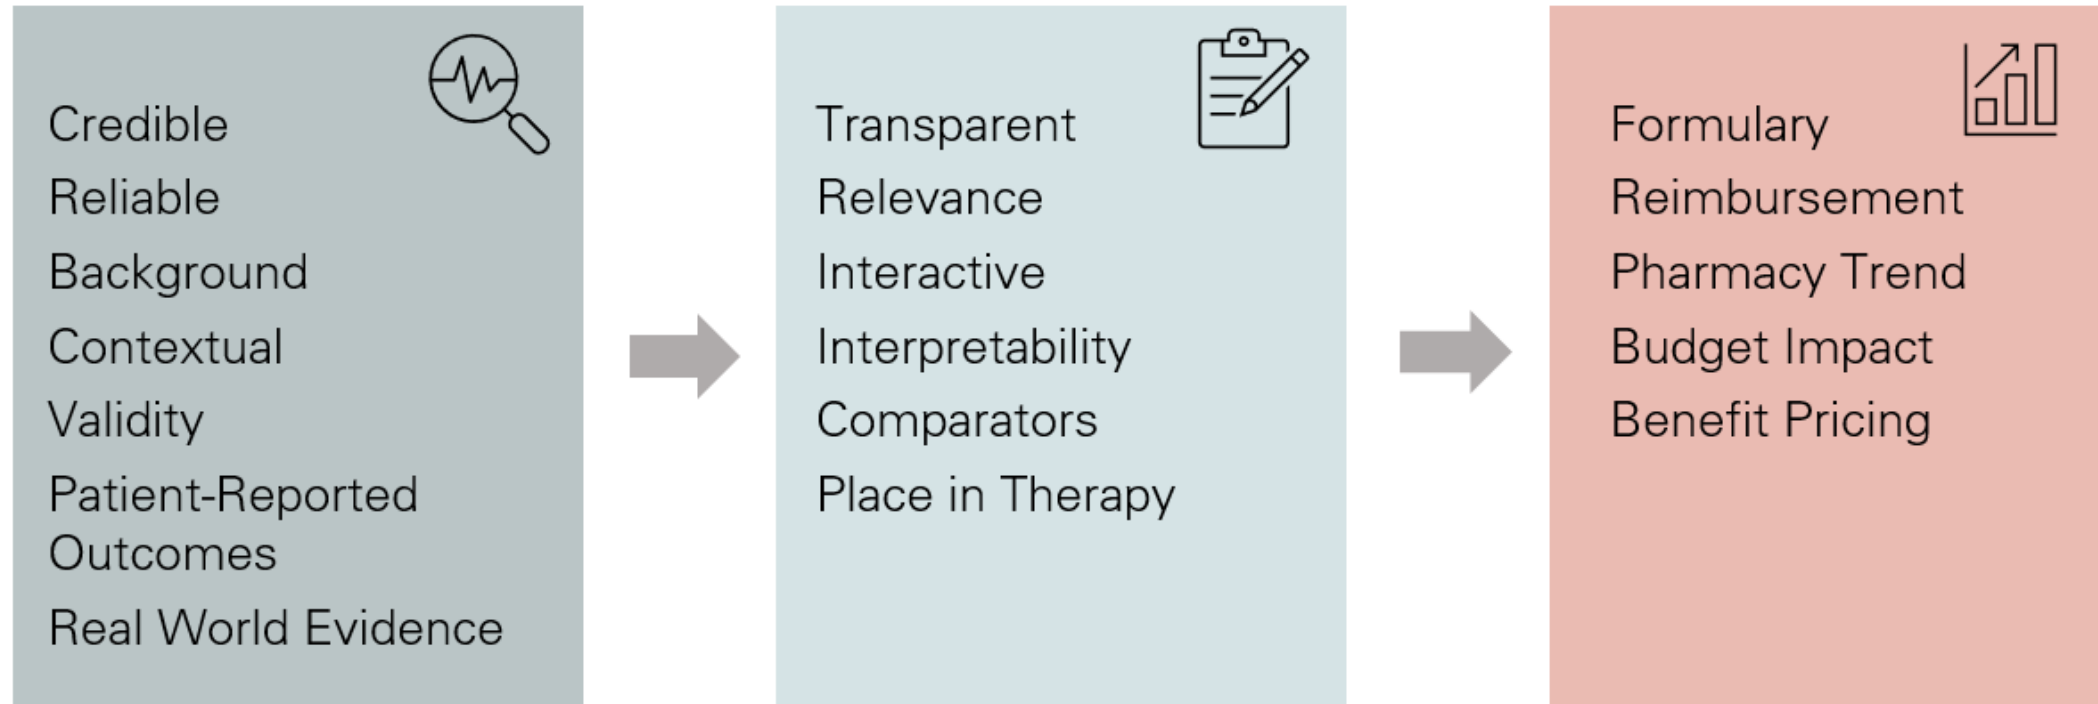 Credible
Reliable
Background
Contextual
Validity
Patient-Reported
Outcomes
Real World Evidence
Transparent
Relevance
Interactive
Interpretability
Comparators
Place in Therapy
Formulary
Reimbursement
Pharmacy Trend
Budget Impact
Benefit Pricing